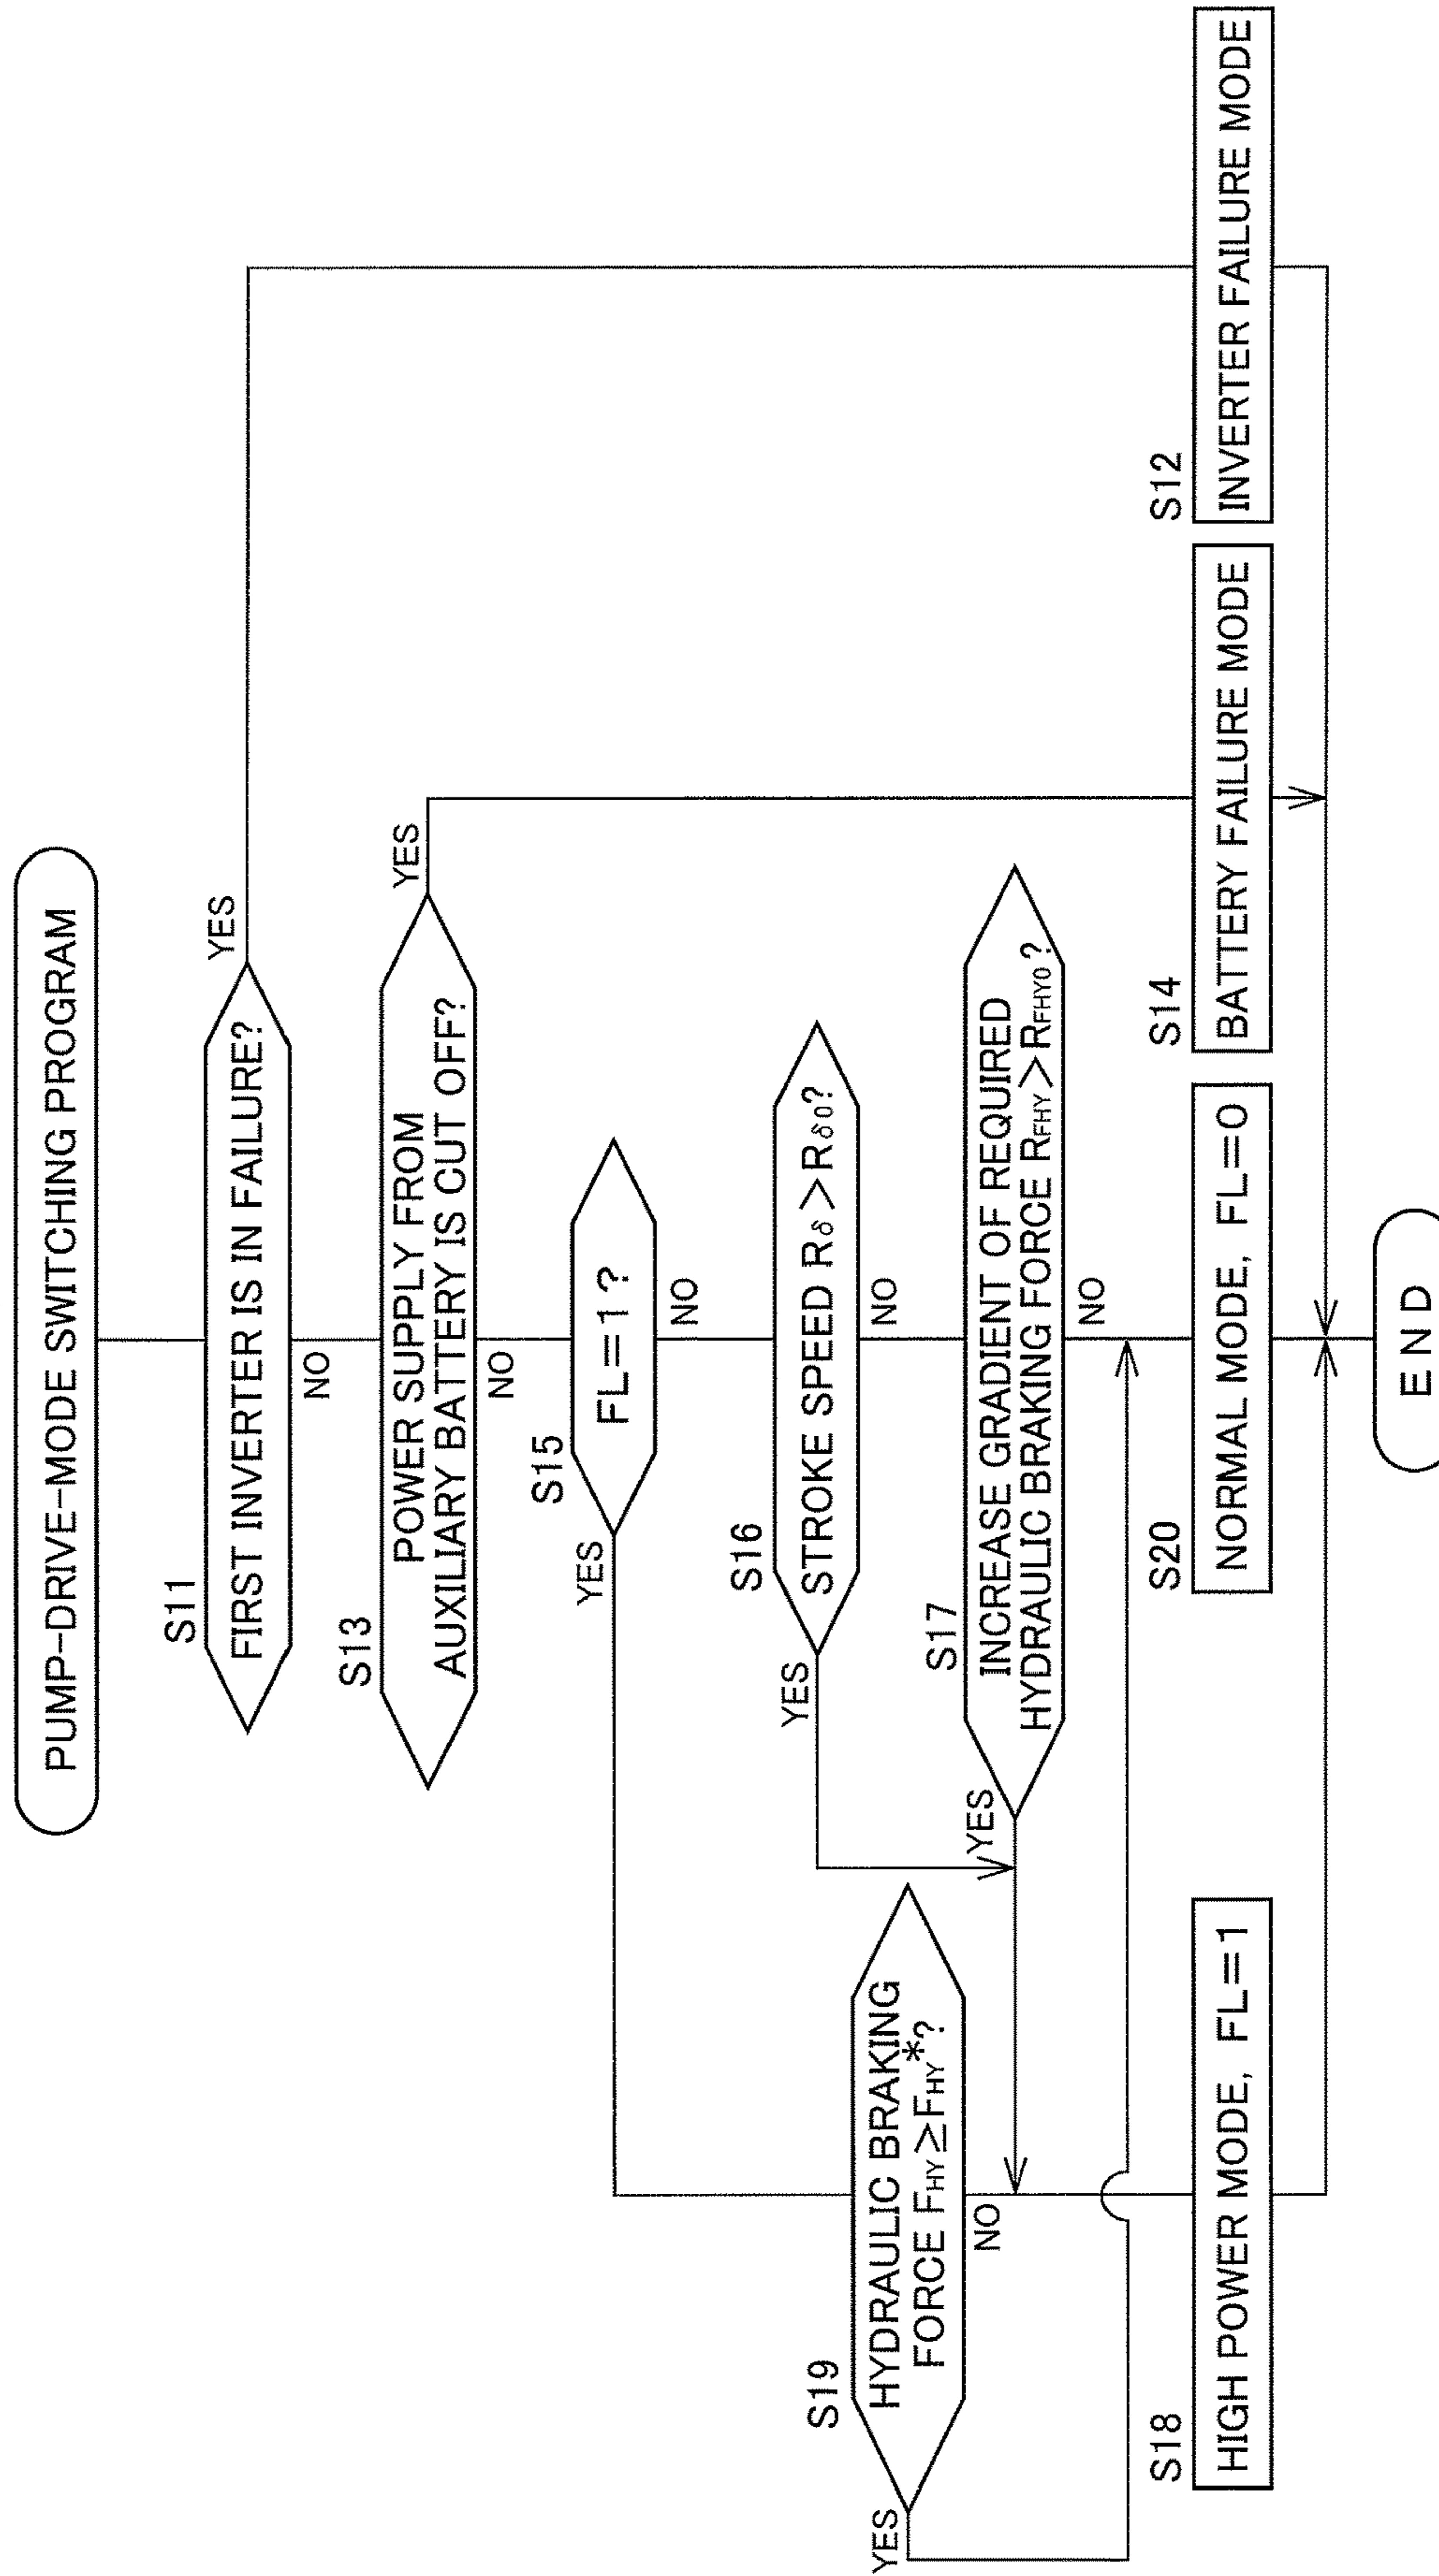 PUMP-DRIVE-MODE SWITCHING PROGRAM
S11
FIRST INVERTER IS IN FAILURE?
YES
NO
S13
POWER SUPPLY FROM
AUXILIARY BATTERY IS CUT OFF?
YES
NO
S15
FL=1?
YES
NO
S16
STROKE SPEED Rδ>Rδ0?
YES
NO
S17
INCREASE GRADIENT OF REQUIRED
HYDRAULIC BRAKING FORCE RFHY>RFHY0?
YES
NO
S19
HYDRAULIC BRAKING
FORCE FHY≥FHY*?
YES
NO
S18
HIGH POWER MODE, FL=1
S20
NORMAL MODE, FL=0
S14
BATTERY FAILURE MODE
S12
INVERTER FAILURE MODE
END